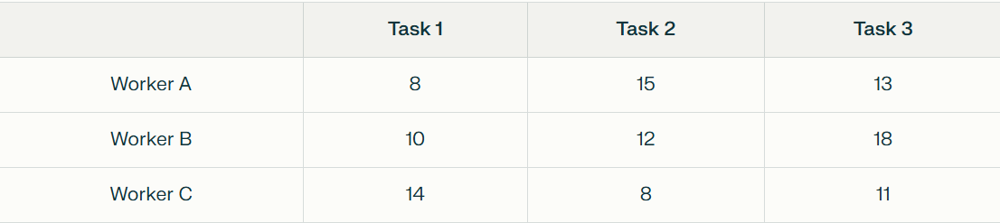 Task 1 Task 2 Task 3
Worker A 8 15 13
Worker B 10 12 18
Worker C 14 8 11